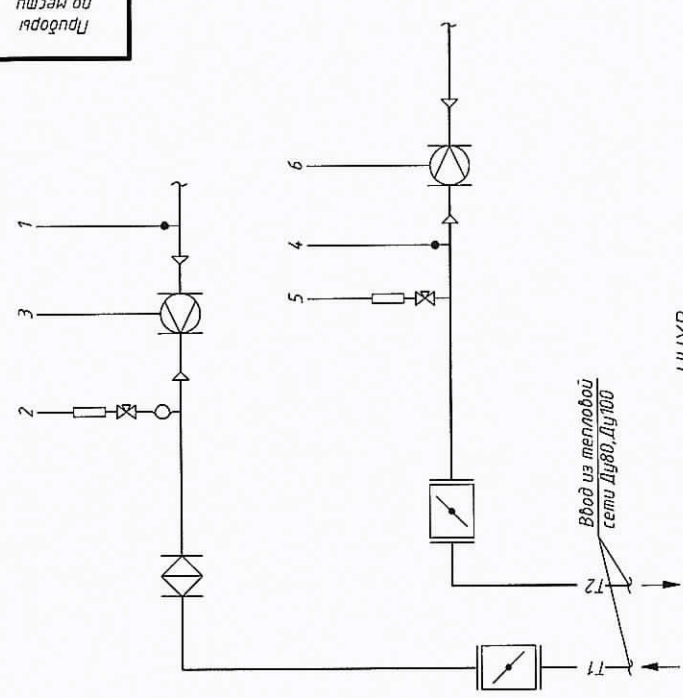 Приборы
по месту
1
3
2
6
4
5
Ввод из тепловой
сети Ду80, Ду100
Т2
Т1